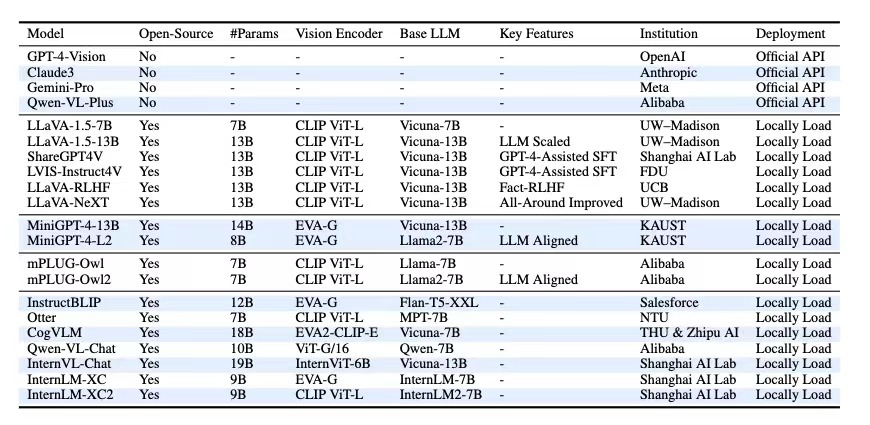 Model Open-Source #Params Vision Encoder Base LLM Key Features Institution Deployment
GPT-4-Vision No - - - - OpenAI Official API
Claude3 No - - - - Anthropic Official API
Gemini-Pro No - - - - Meta Official API
Qwen-VL-Plus No - - - - Alibaba Official API
LLaVA-1.5-7B Yes 7B CLIP ViT-L Vicuna-7B - UW–Madison Locally Load
LLaVA-1.5-13B Yes 13B CLIP ViT-L Vicuna-13B LLM Scaled UW–Madison Locally Load
ShareGPT4V Yes 13B CLIP ViT-L Vicuna-13B GPT-4-Assisted SFT Shanghai AI Lab Locally Load
LVIS-Instruct4V Yes 13B CLIP ViT-L Vicuna-13B GPT-4-Assisted SFT FDU Locally Load
LLaVA-RLHF Yes 13B CLIP ViT-L Vicuna-13B Fact-RLHF UCB Locally Load
LLaVA-NeXT Yes 13B CLIP ViT-L Vicuna-13B All-Around Improved UW–Madison Locally Load
MiniGPT-4-13B Yes 14B EVA-G Vicuna-13B - KAUST Locally Load
MiniGPT-4-L2 Yes 8B EVA-G Llama2-7B LLM Aligned KAUST Locally Load
mPLUG-Owl Yes 7B CLIP ViT-L Llama-7B - Alibaba Locally Load
mPLUG-Owl2 Yes 7B CLIP ViT-L Llama2-7B LLM Aligned Alibaba Locally Load
InstructBLIP Yes 12B EVA-G Flan-T5-XXL - Salesforce Locally Load
Otter Yes 7B CLIP ViT-L MPT-7B - NTU Locally Load
CogVLM Yes 18B EVA2-CLIP-E Vicuna-7B - THU & Zhipu AI Locally Load
Qwen-VL-Chat Yes 10B ViT-G/16 Qwen-7B - Alibaba Locally Load
InternVL-Chat Yes 19B InternViT-6B Vicuna-13B - Shanghai AI Lab Locally Load
InternLM-XC Yes 9B EVA-G InternLM-7B - Shanghai AI Lab Locally Load
InternLM-XC2 Yes 9B CLIP ViT-L InternLM2-7B - Shanghai AI Lab Locally Load